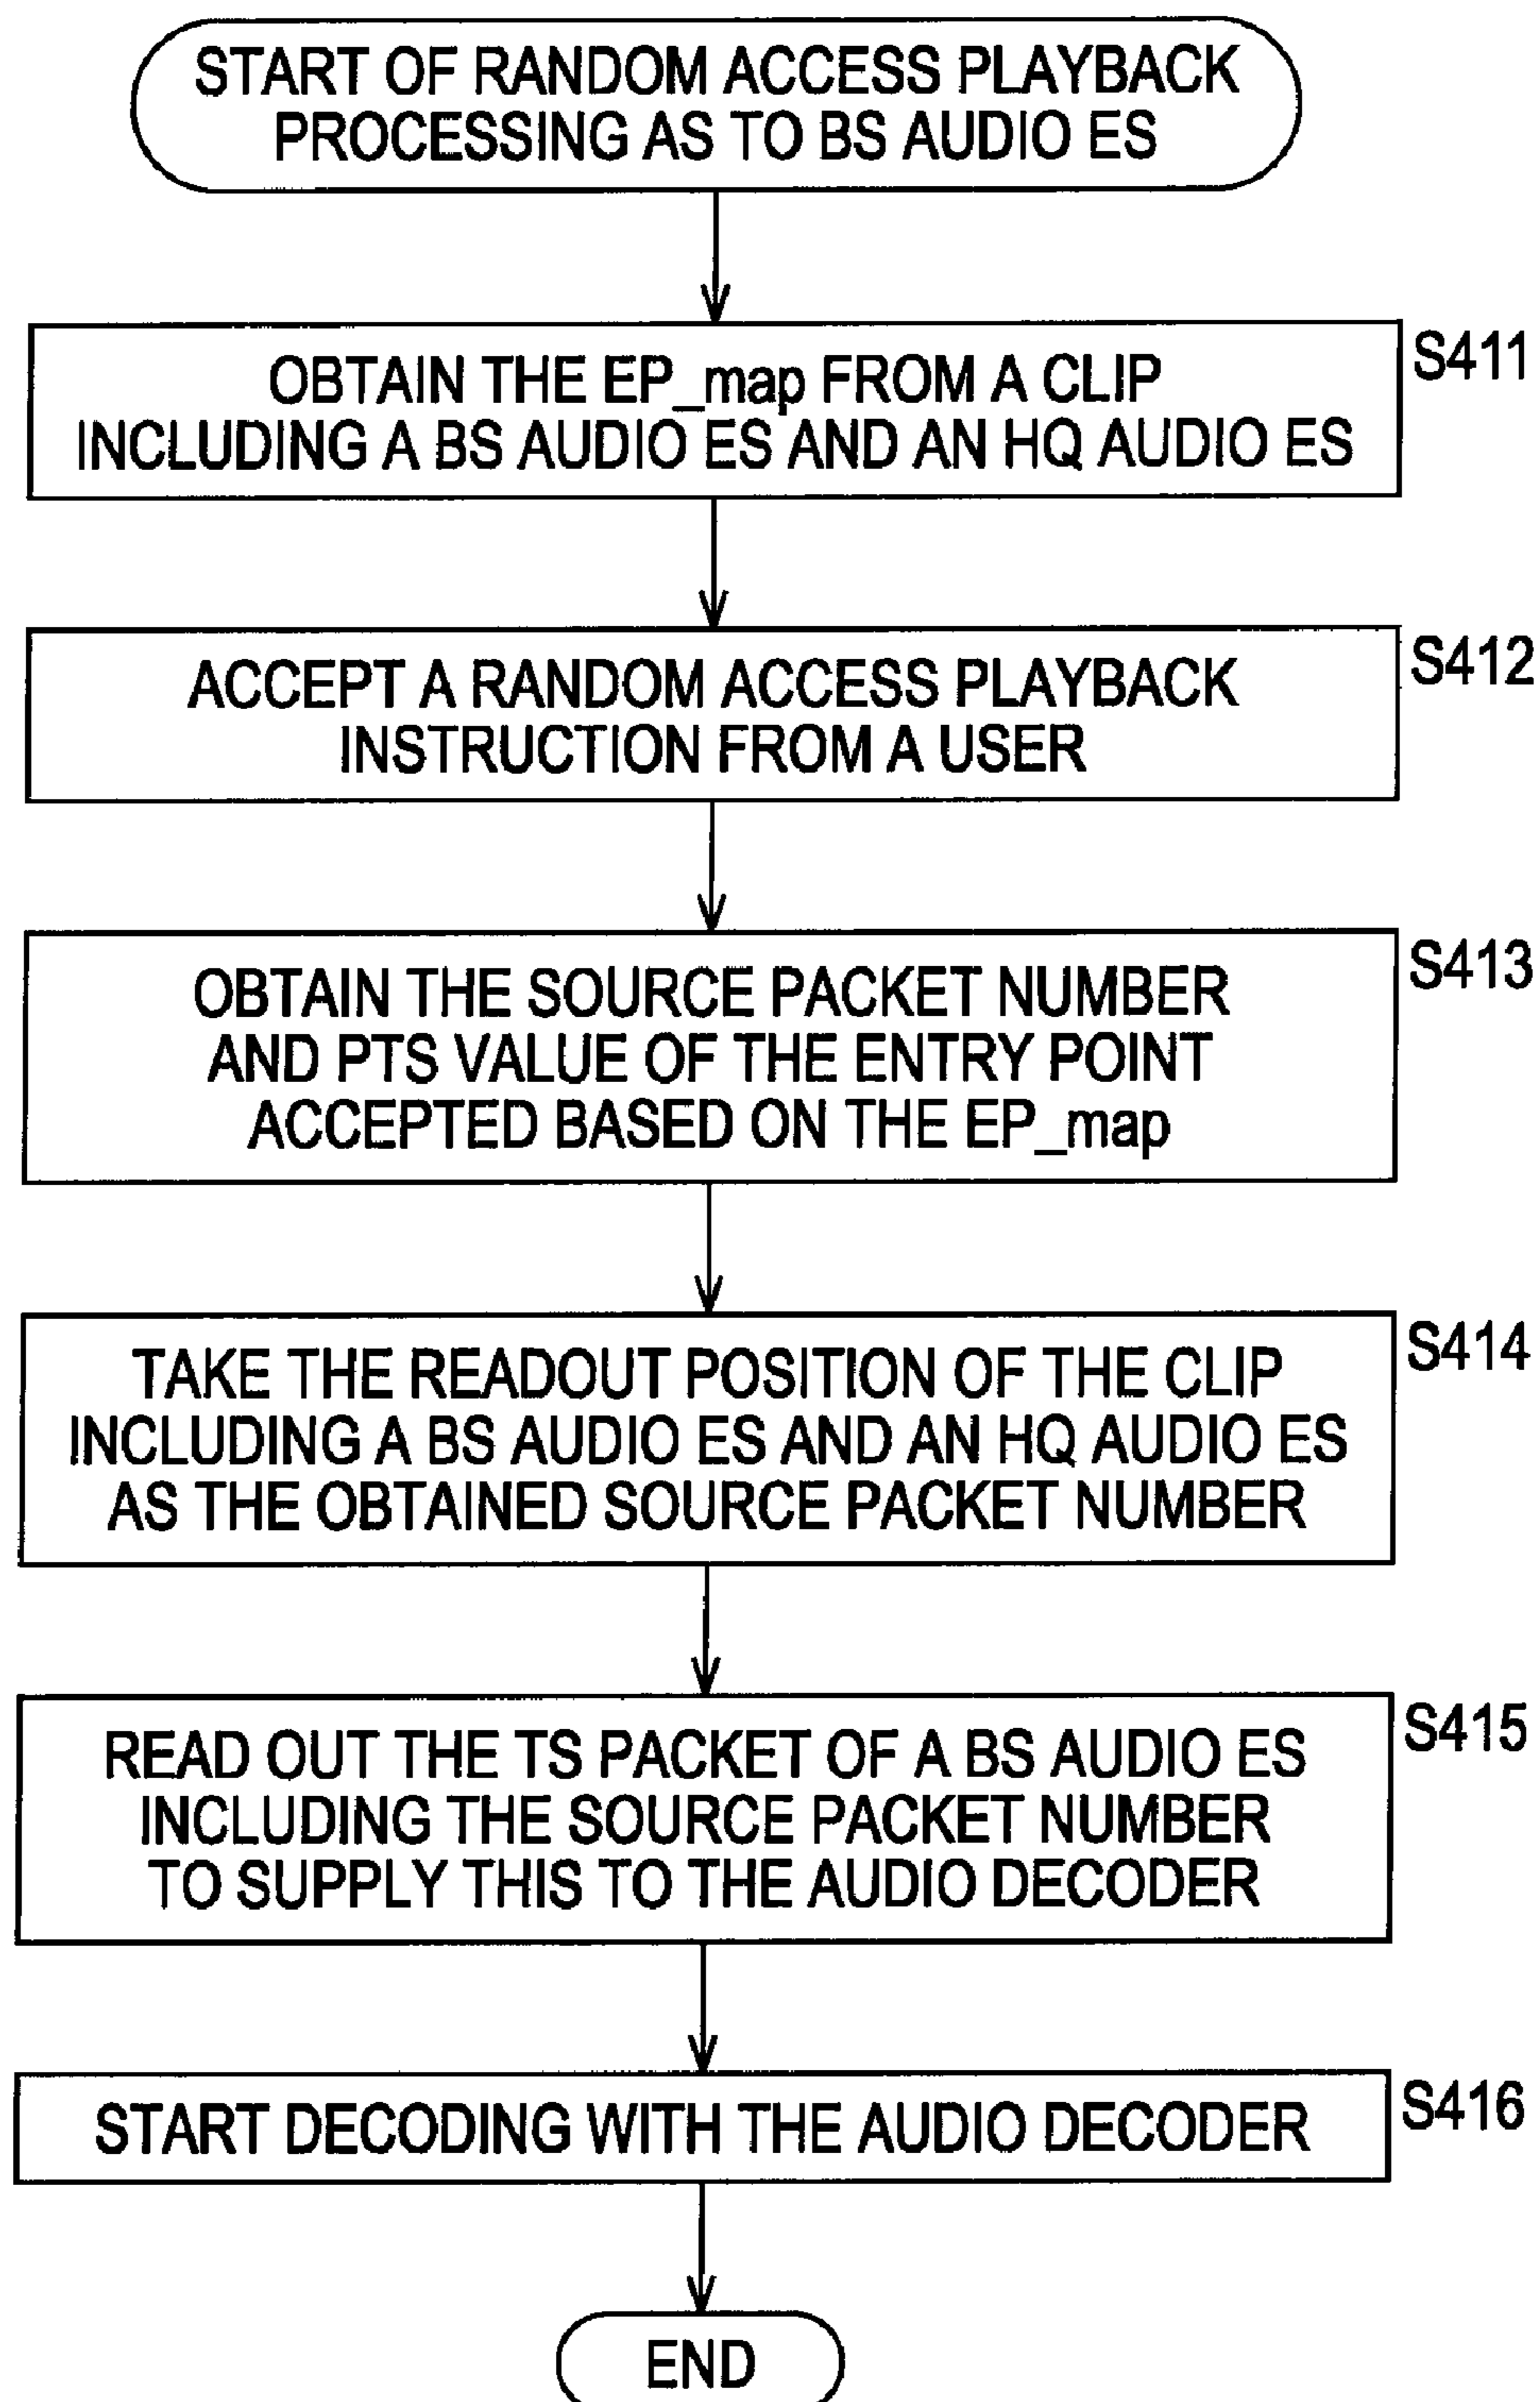 START OF RANDOM ACCESS PLAYBACK
PROCESSING AS TO BS AUDIO ES
OBTAIN THE EP_map FROM A CLIP
INCLUDING A BS AUDIO ES AND AN HQ AUDIO ES
S411
ACCEPT A RANDOM ACCESS PLAYBACK
INSTRUCTION FROM A USER
S412
OBTAIN THE SOURCE PACKET NUMBER
AND PTS VALUE OF THE ENTRY POINT
ACCEPTED BASED ON THE EP_map
S413
TAKE THE READOUT POSITION OF THE CLIP
INCLUDING A BS AUDIO ES AND AN HQ AUDIO ES
AS THE OBTAINED SOURCE PACKET NUMBER
S414
READ OUT THE TS PACKET OF A BS AUDIO ES
INCLUDING THE SOURCE PACKET NUMBER
TO SUPPLY THIS TO THE AUDIO DECODER
S415
START DECODING WITH THE AUDIO DECODER
S416
END